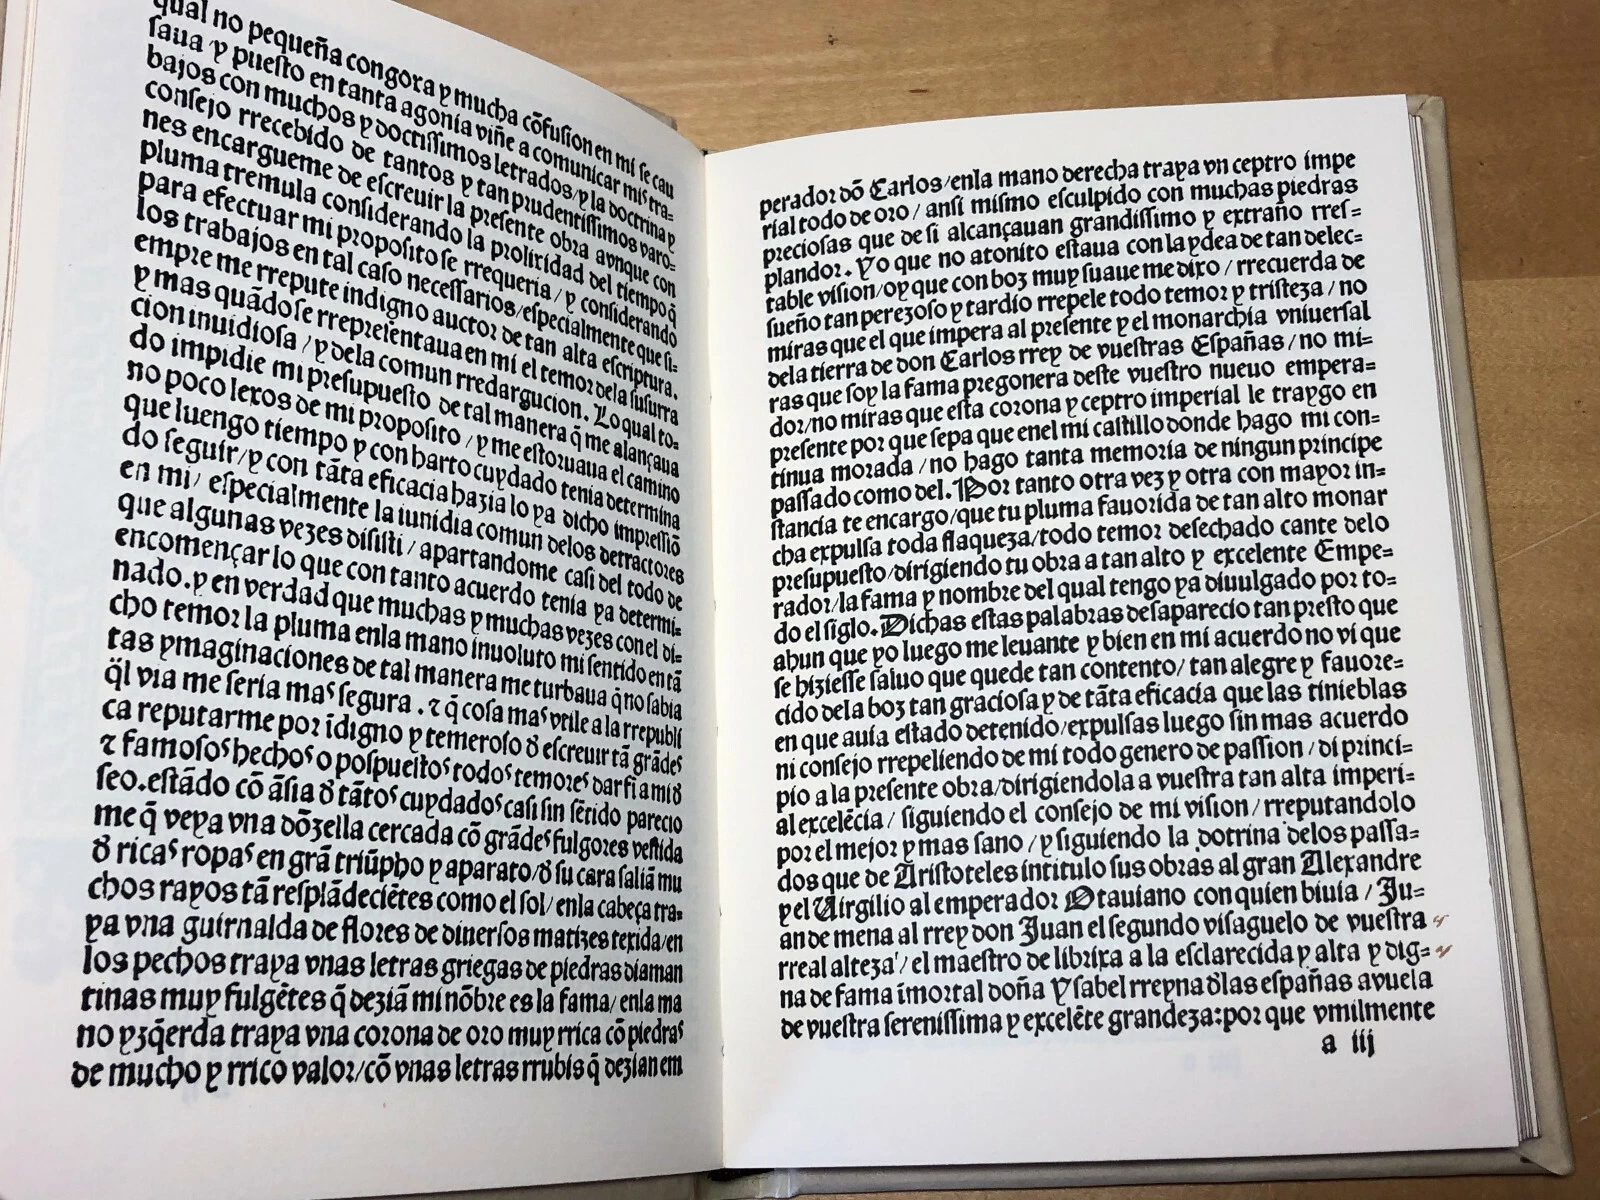 qual no pequeña congora y mucha cõfusion en mi se cau
ſaua y pueſto en tanta agonia viñe a comunicar miſ tra-
bajos con muchos y doctiſſimos letrados/y la doctrina y
conſejo rrecebido de tantos y tan prudentiſſimos varo-
nes encargueme de eſcreuir la preſente obra avnque con
pluma tremula conſiderando la prolixidad del tiempo q̃
para efectuar mi propoſito ſe rrequeria/y conſiderando
los trabajos en tal caſo neceſſarios/eſpecialmente que ſi-
empre me rrepute indigno auctor de tan alta eſcriptura.
y mas quãdo ſe rrepreſentaua en mi el temor dela ſuſurra
cion inuidioſa/y dela comun rredargucion. Lo qual to-
do impidie mi preſupueſto de tal manera q̃ me alançaua
no poco lexos de mi propoſito/y me eſtoruaua el camino
que luengo tiempo y con harto cuydado tenia determina
do ſeguir/y con tãta eficacia hazia lo ya dicho impreſſiõ
en mi/ eſpecialmente la iunidia comun delos detractores
que algunas vezes diſiſti/apartandome caſi del todo de
encomençar lo que con tanto acuerdo tenia ya determi-
nado.y en verdad que muchas y muchas vezes con el di-
cho temor la pluma enla mano inuoluto mi ſentido en tã
tas ymaginaciones de tal manera me turbaua q̃ no ſabia
q̃l via me ſeria maſ ſegura . ⁊ q̃ coſa maſ vtile a la rrepubli
ca reputarme por ĩdigno y temeroſo đ eſcreuir tã grãdeſ
⁊ famoſoſ hechoſ o poſpueſtoſ todoſ temoreſ dar fi a mi đ
ſeo.eſtãdo cõ ãſia đ tãtoſ cuydadoſ caſi ſin ſẽtido parecio
me q̃ veya vna dõzella cercada cõ grãdeſ fulgores veſtida
đ ricaſ ropaſ en grã triũpho y aparato/đ ſu cara ſaliã mu
chos rayos tã reſplãdeciẽtes como el ſol/enla cabeça tra-
ya vna guirnalda de flores de dinerſos matizes texida/en
los pechos traya vnas letras griegas de piedras diaman
tinas muy fulgẽtes q̃ deziã mi nõbre es la fama/enla ma
no yzq̃erda traya vna corona de oro muy rrica cõ piedraſ
de mucho y rrico valor/cõ vnas letras rrubis q̃ dezian em
perador dõ Carlos/enla mano derecha traya vn ceptro impe
rial todo de oro/ anſi miſmo eſculpido con muchas piedras
precioſas que de ſi alcançauan grandiſſimo y extraño rreſ-
plandor. Yo que no atonito eſtaua con la ydea de tan delec-
table viſion/oy que con boz muy ſuaue me dixo/rrecuerda de
ſueño tan perezoſo y tardio rrepele todo temor y triſteza/no
miras que el que impera al preſente y el monarchia vniuerſal
dela tierra de don Carlos rrey de vueſtras Eſpañas/no mi-
ras que ſoy la fama pregonera deſte vueſtro nueuo empera-
dor/no miras que eſta corona y ceptro imperial le traygo en
preſente por que ſepa que enel mi caſtillo donde hago mi con-
tinua morada/no hago tanta memoria de ningun principe
paſſado como del. Por tanto otra vez y otra con mayor in-
ſtancia te encargo/que tu pluma fauorida de tan alto monar
cha expulſa toda flaqueza/todo temor deſechado cante delo
preſupueſto/dirigiendo tu obra a tan alto y excelente Empe-
rador/la fama y nombre del qual tengo ya diuulgado por to-
do el ſiglo. Dichas eſtas palabras deſaparecio tan preſto que
ahun que yo luego me leuante y bien en mi acuerdo no vi que
ſe hizieſſe ſaluo que quede tan contento/tan alegre y fauore-
cido dela boz tan gracioſa y de tãta eficacia que las tinieblas
en que auia eſtado detenido/expulſas luego ſin mas acuerdo
ni conſejo rrepeliendo de mi todo genero de paſſion/di princi-
pio a la preſente obra/dirigiendola a vueſtra tan alta imperi-
al excelẽcia/ ſiguiendo el conſejo de mi viſion/rreputandolo
por el mejor y mas ſano/y ſiguiendo la dotrina delos paſſa-
dos que de Ariſtoteles intitulo ſus obras al gran Alexandre
y el Uirgilio al emperador Otauiano con quien biuia/Ju-
an de mena al rrey don Juan el ſegundo viſaguelo de vueſtra
rreal alteza/el maeſtro de librixa a la eſclarecida y alta y dig-
na de fama ĩmortal doña Yſabel rreyna đlas eſpañas avuela
de vueſtra ſereniſſima y excelẽte grandeza:por que vmilmente
a iij